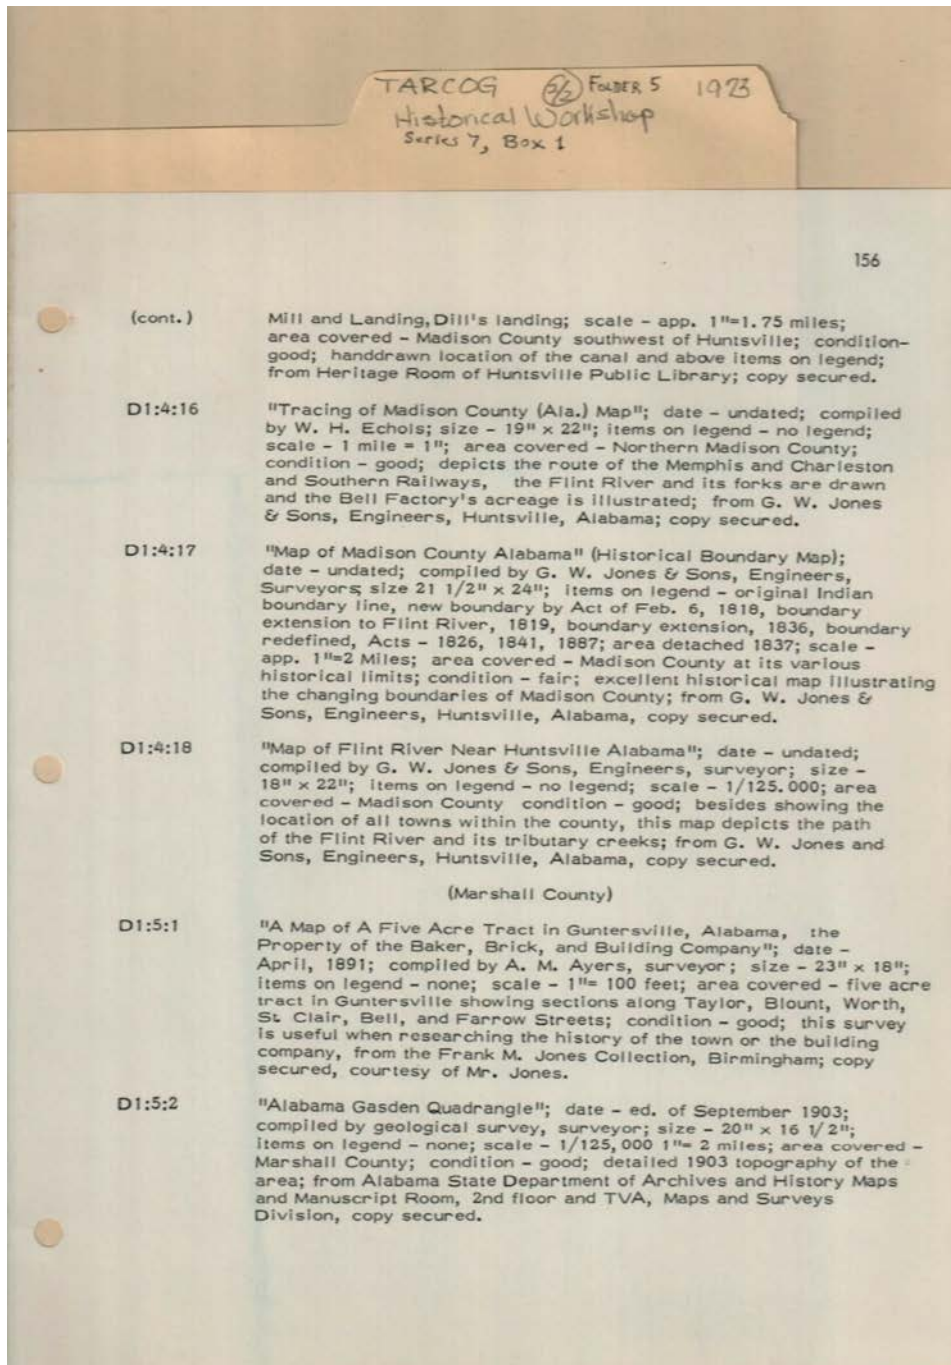 TARCOG 5/2 FOLDER 5 1973
Historical Workshop
Series 7, Box 1
156
(cont.) Mill and Landing, Dill's landing; scale - app. 1"=1.75 miles;
area covered - Madison County southwest of Huntsville; condition-
good; handdrawn location of the canal and above items on legend;
from Heritage Room of Huntsville Public Library; copy secured.
D1:4:16 "Tracing of Madison County (Ala.) Map"; date - undated; compiled
by W. H. Echols; size - 19" x 22"; items on legend - no legend;
scale - 1 mile = 1"; area covered - Northern Madison County;
condition - good; depicts the route of the Memphis and Charleston
and Southern Railways, the Flint River and its forks are drawn
and the Bell Factory's acreage is illustrated; from G. W. Jones
& Sons, Engineers, Huntsville, Alabama; copy secured.
D1:4:17 "Map of Madison County Alabama" (Historical Boundary Map);
date - undated; compiled by G. W. Jones & Sons, Engineers,
Surveyors; size 21 1/2" x 24"; items on legend - original Indian
boundary line, new boundary by Act of Feb. 6, 1818, boundary
extension to Flint River, 1819, boundary extension, 1836, boundary
redefined, Acts - 1826, 1841, 1887; area detached 1837; scale -
app. 1"=2 Miles; area covered - Madison County at its various
historical limits; condition - fair; excellent historical map illustrating
the changing boundaries of Madison County; from G. W. Jones &
Sons, Engineers, Huntsville, Alabama, copy secured.
D1:4:18 "Map of Flint River Near Huntsville Alabama"; date - undated;
compiled by G. W. Jones & Sons, Engineers, surveyor; size -
18" x 22"; items on legend - no legend; scale - 1/125.000; area
covered - Madison County condition - good; besides showing the
location of all towns within the county, this map depicts the path
of the Flint River and its tributary creeks; from G. W. Jones and
Sons, Engineers, Huntsville, Alabama, copy secured.
(Marshall County)
D1:5:1 "A Map of A Five Acre Tract in Guntersville, Alabama, the
Property of the Baker, Brick, and Building Company"; date -
April, 1891; compiled by A. M. Ayers, surveyor; size - 23" x 18";
items on legend - none; scale - 1"= 100 feet; area covered - five acre
tract in Guntersville showing sections along Taylor, Blount, Worth,
St. Clair, Bell, and Farrow Streets; condition - good; this survey
is useful when researching the history of the town or the building
company, from the Frank M. Jones Collection, Birmingham; copy
secured, courtesy of Mr. Jones.
D1:5:2 "Alabama Gasden Quadrangle"; date - ed. of September 1903;
compiled by geological survey, surveyor; size - 20" x 16 1/2";
items on legend - none; scale - 1/125,000 1"= 2 miles; area covered -
Marshall County; condition - good; detailed 1903 topography of the
area; from Alabama State Department of Archives and History Maps
and Manuscript Room, 2nd floor and TVA, Maps and Surveys
Division, copy secured.